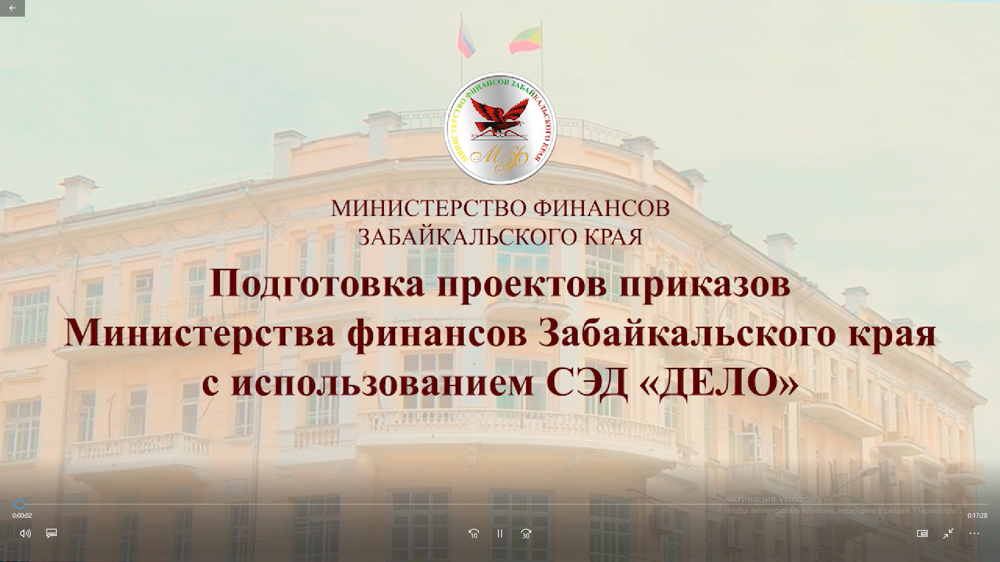 МИНИСТЕРСТВО ФИНАНСОВ ЗАБАЙКАЛЬСКОГО КРАЯ
МФ
МИНИСТЕРСТВО ФИНАНСОВ
ЗАБАЙКАЛЬСКОГО КРАЯ
Подготовка проектов приказов
Министерства финансов Забайкальского края
с использованием СЭД «ДЕЛО»
Активация Windows
Чтобы активировать Windows, перейдите в раздел "Параметры".
0:00:02
0:17:28
10
30